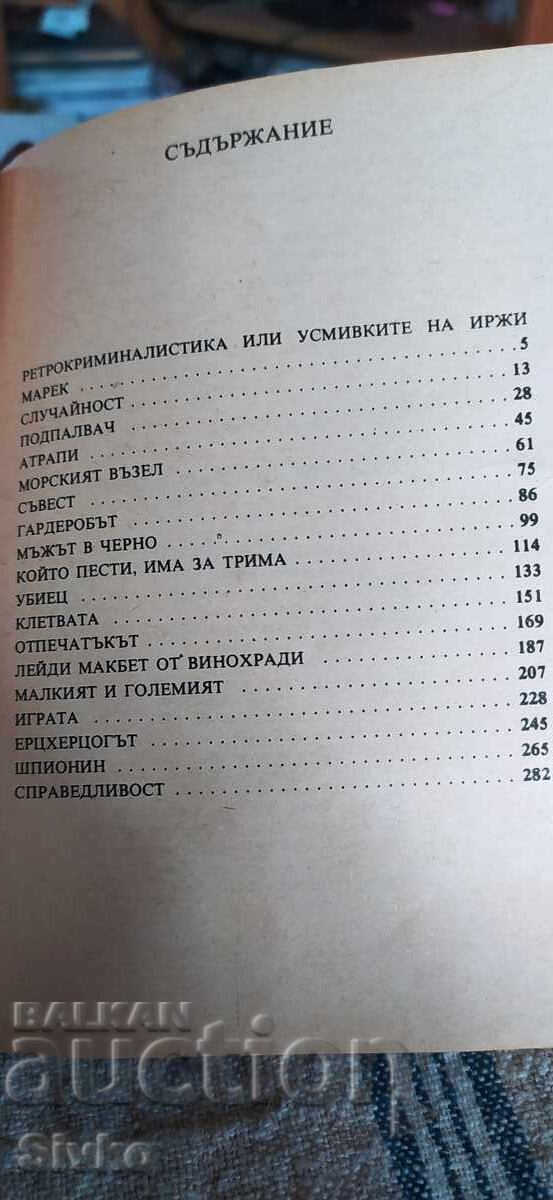 СЪДЪРЖАНИЕ
РЕТРОКРИМИНАЛИСТИКА ИЛИ УСМИВКИТЕ НА ИРЖИ
МАРЕК . . . . . . . . . . . . . . . . . . . . 5
СЛУЧАЙНОСТ . . . . . . . . . . . . . . . . . . . . 13
ПОДПАЛВАЧ . . . . . . . . . . . . . . . . . . . . 28
АТРАПИ . . . . . . . . . . . . . . . . . . . . 45
МОРСКИЯТ ВЪЗЕЛ . . . . . . . . . . . . . . . . . . . . 61
СЪВЕСТ . . . . . . . . . . . . . . . . . . . . 75
ГАРДЕРОБЪТ . . . . . . . . . . . . . . . . . . . . 86
МЪЖЪТ В ЧЕРНО . . . . . . . . . . . . . . . . . . . . 99
КОЙТО ПЕСТИ, ИМА ЗА ТРИМА . . . . . . . . . . . . . . . 114
УБИЕЦ . . . . . . . . . . . . . . . . . . . . 133
КЛЕТВАТА . . . . . . . . . . . . . . . . . . . . 151
ОТПЕЧАТЪКЪТ . . . . . . . . . . . . . . . . . . . . 169
ЛЕЙДИ МАКБЕТ ОТ ВИНОХРАДИ . . . . . . . . . . . . . . 187
МАЛКИЯТ И ГОЛЕМИЯТ . . . . . . . . . . . . . . . . . . 207
ИГРАТА . . . . . . . . . . . . . . . . . . . . 228
ЕРЦХЕРЦОГЪТ . . . . . . . . . . . . . . . . . . . . 245
ШПИОНИН . . . . . . . . . . . . . . . . . . . . 265
СПРАВЕДЛИВОСТ . . . . . . . . . . . . . . . . . . . . 282
BALKAN
auction
Sivko